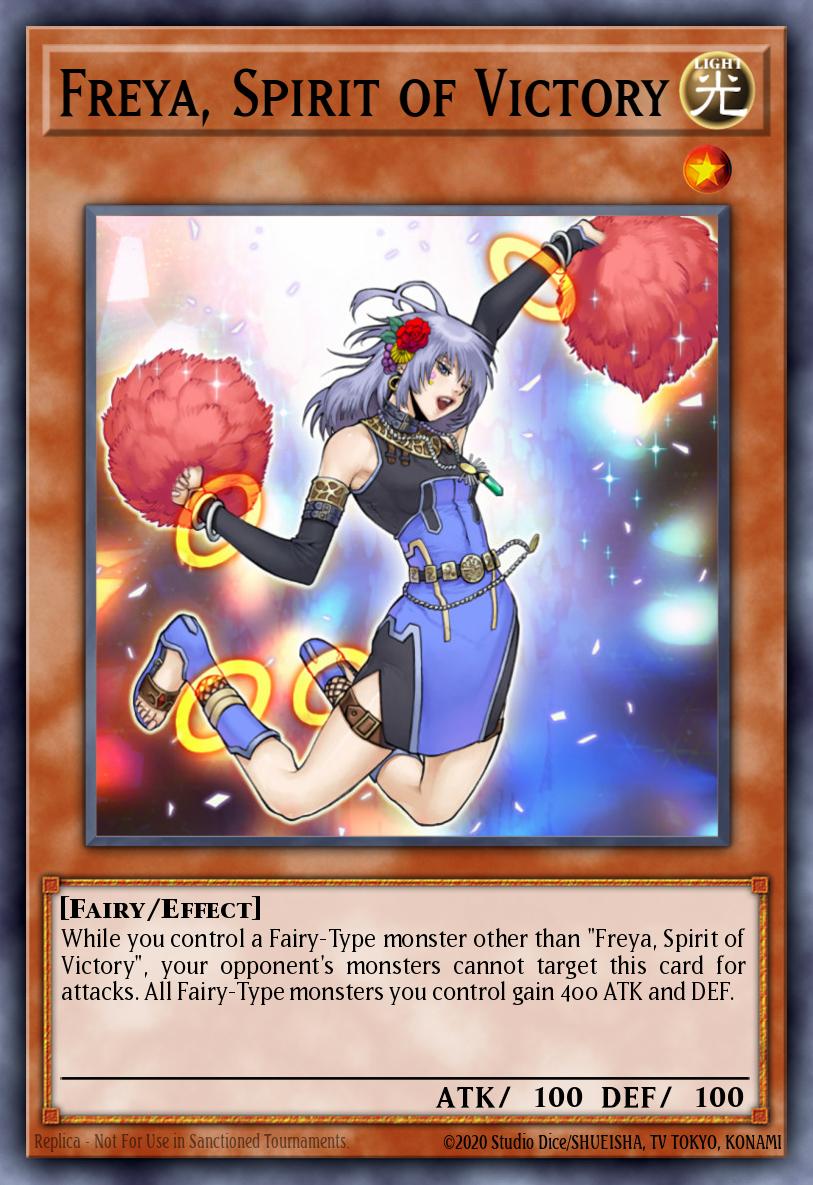 Freya, Spirit of Victory
LIGHT
光
[Fairy/Effect]
While you control a Fairy-Type monster other than "Freya, Spirit of
Victory", your opponent's monsters cannot target this card for
attacks. All Fairy-Type monsters you control gain 400 ATK and DEF.
ATK/ 100 DEF/ 100
Replica - Not For Use in Sanctioned Tournaments.
©2020 Studio Dice/SHUEISHA, TV TOKYO, KONAMI